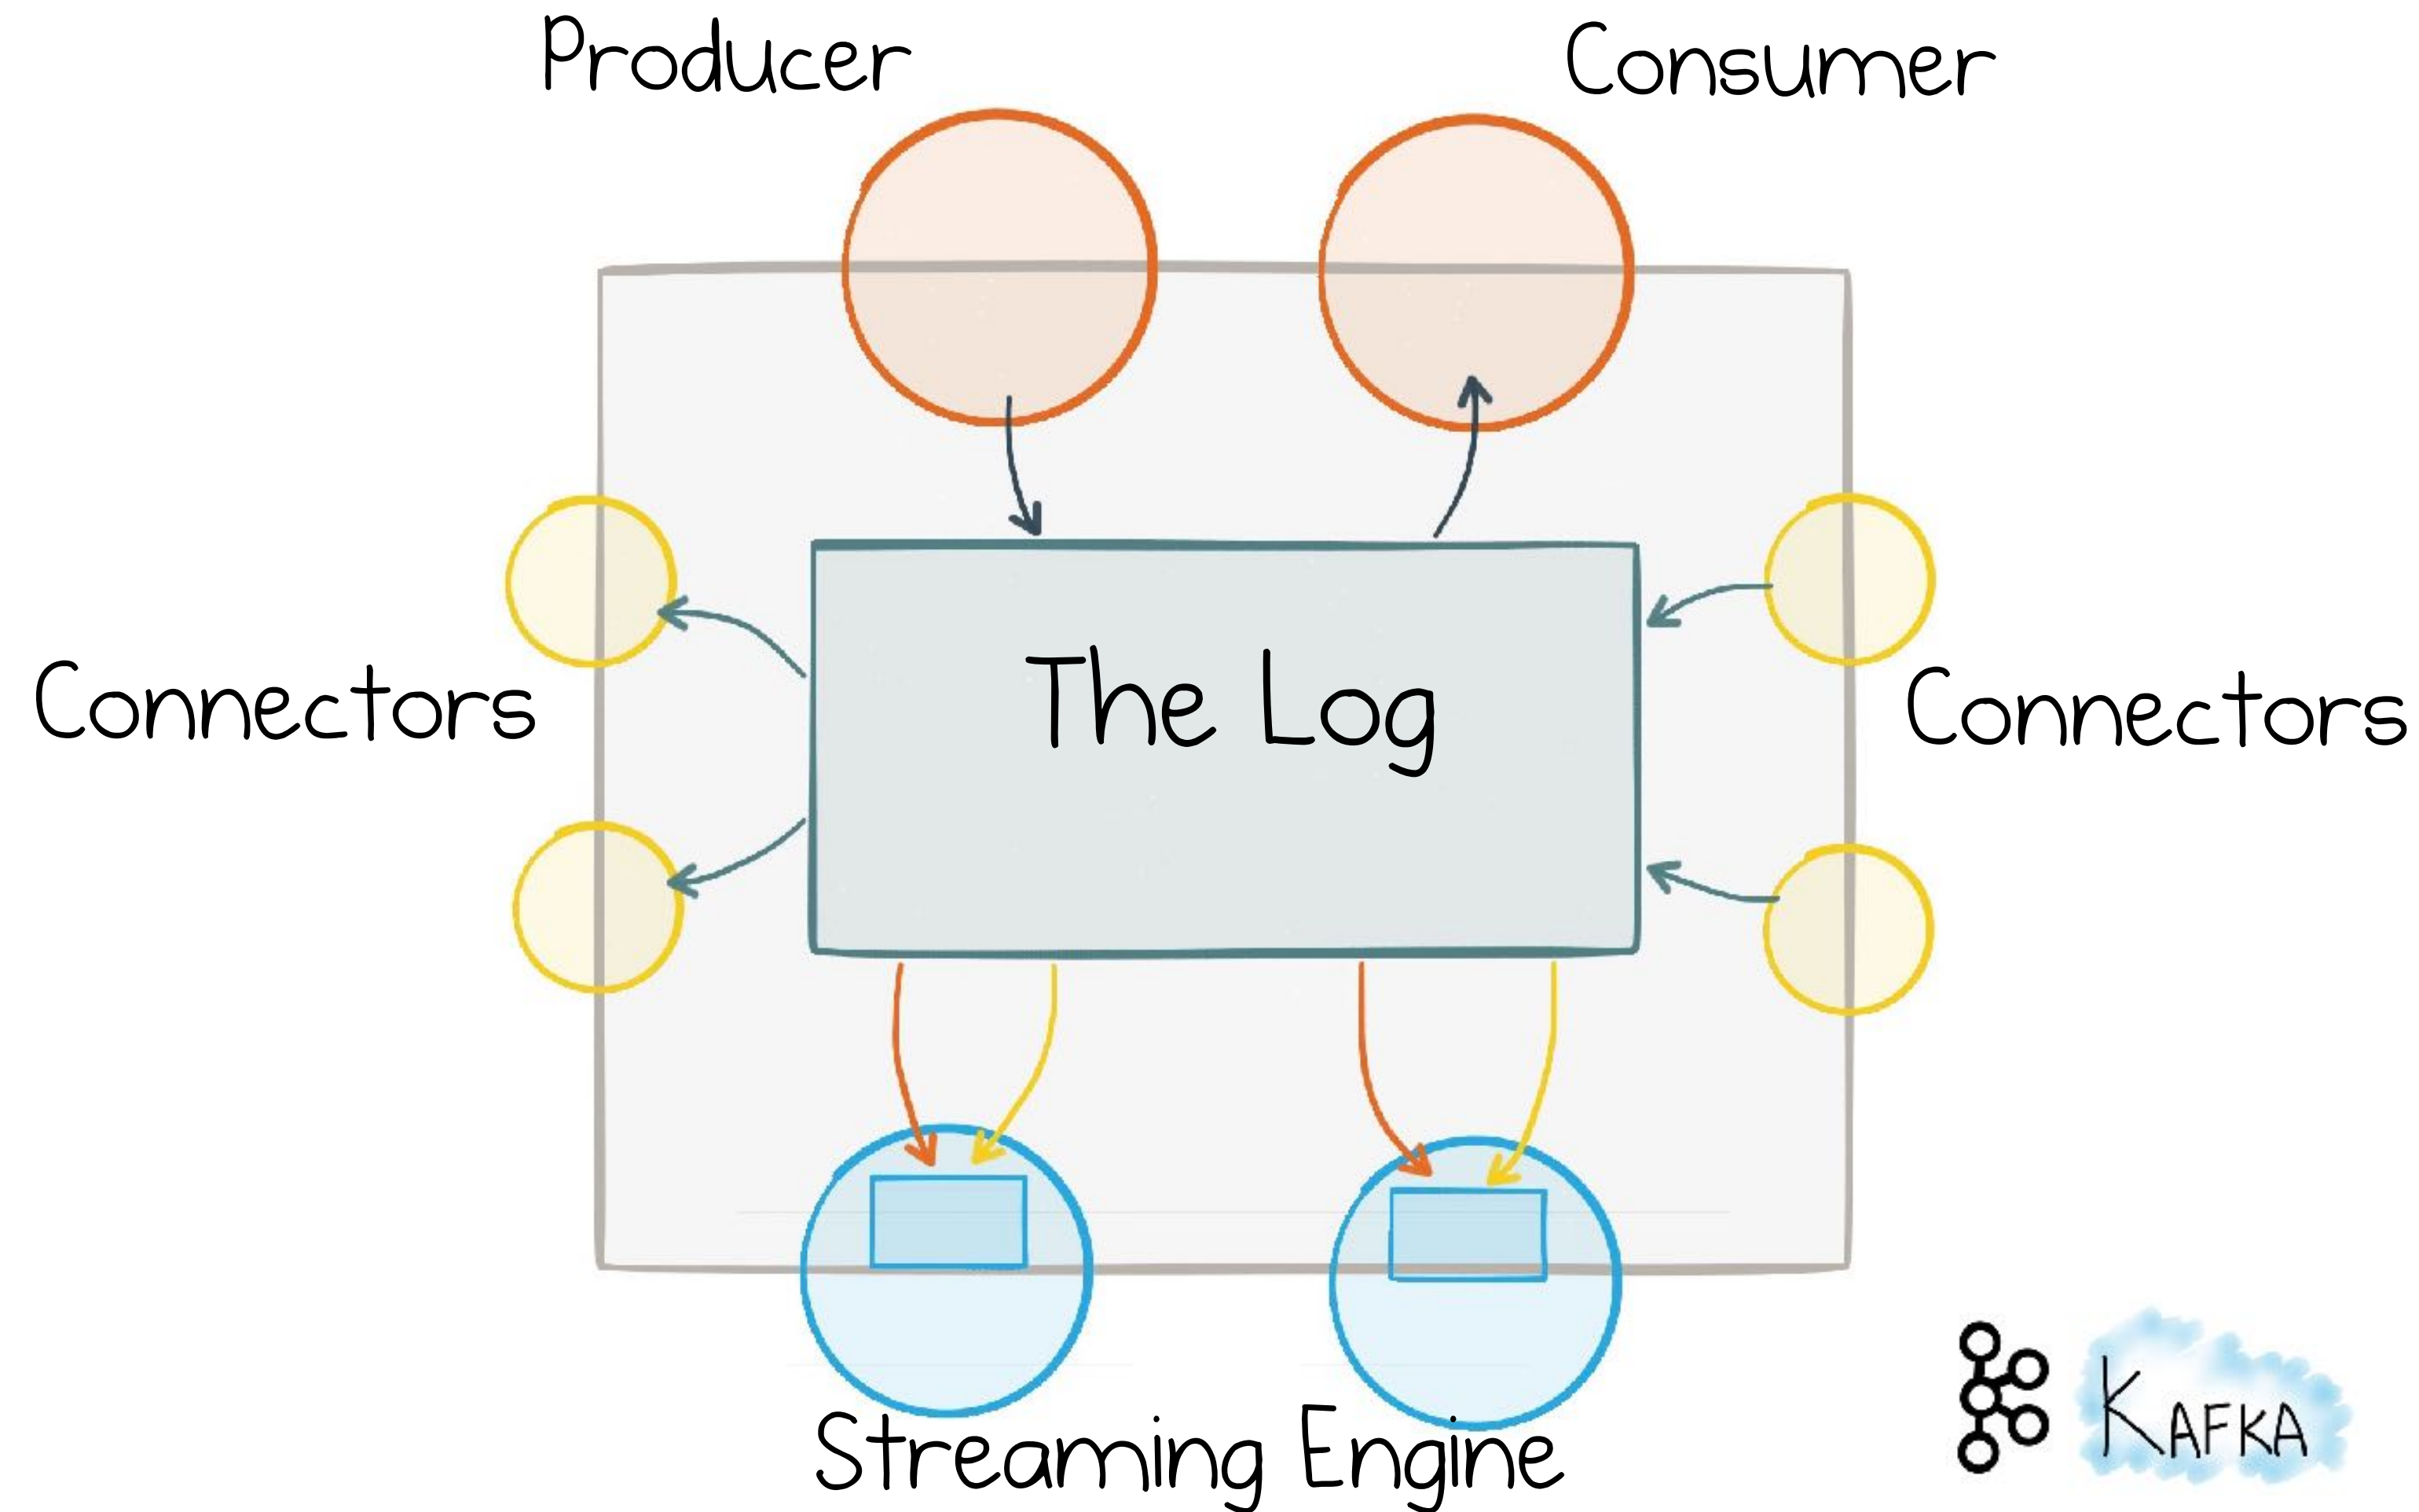 Producer
Consumer
Connectors
The Log
Connectors
Streaming Engine
KAFKA